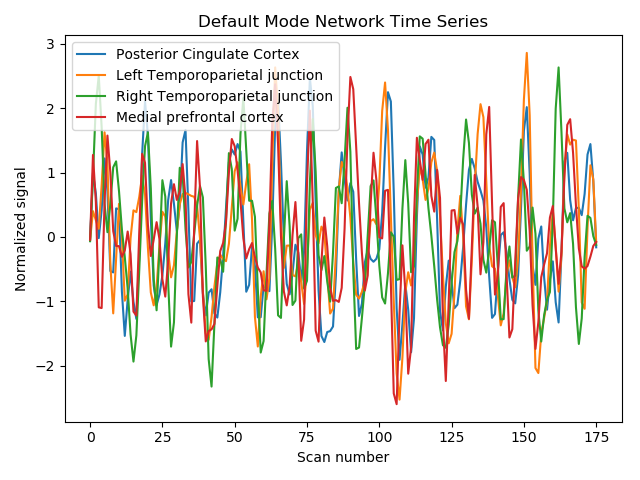 Default Mode Network Time Series
Posterior Cingulate Cortex
Left Temporoparietal junction
Right Temporoparietal junction
Medial prefrontal cortex
Normalized signal
3
2
1
0
−1
−2
0 25 50 75 100 125 150 175
Scan number